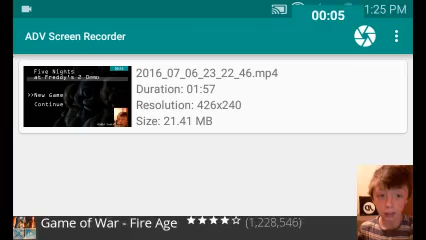 00:05
1:25 PM
ADV Screen Recorder
Five Nights
at Freddy's 2 Demo
>>New Game
Continue
2016_07_06_23_22_46.mp4
Duration: 01:57
Resolution: 426x240
Size: 21.41 MB
Game of War - Fire Age ★★★★☆ (1,228,546)